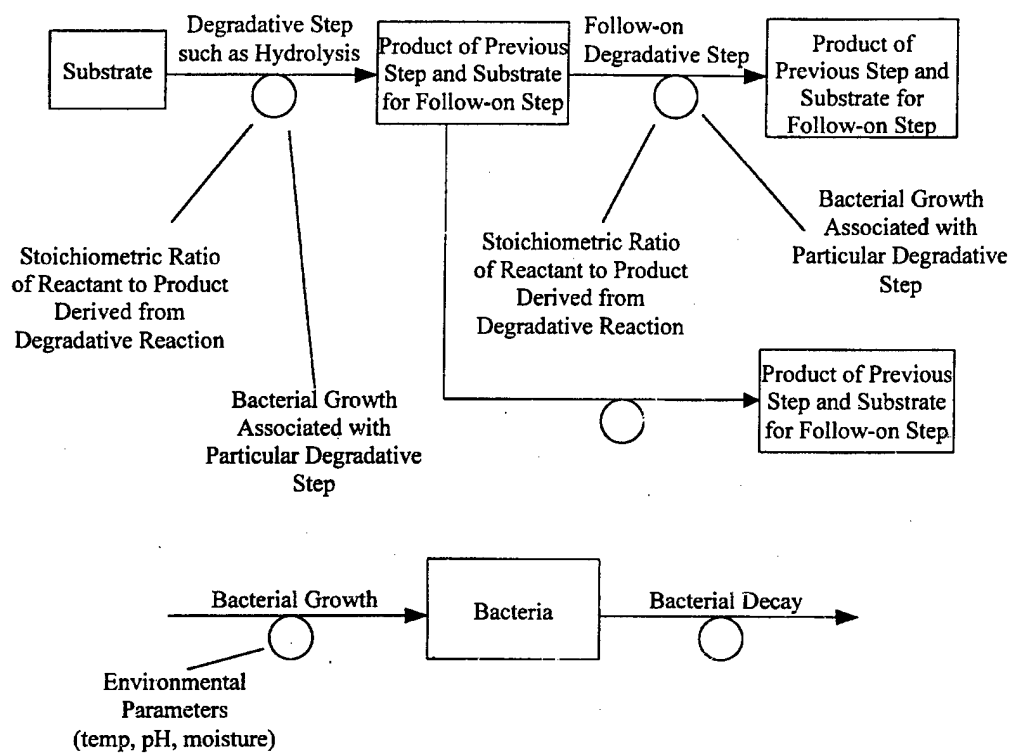 Substrate
Degradative Step
such as Hydrolysis
Product of Previous
Step and Substrate
for Follow-on Step
Follow-on
Degradative Step
Product of
Previous Step and
Substrate for
Follow-on Step
Stoichiometric Ratio
of Reactant to Product
Derived from
Degradative Reaction
Bacterial Growth
Associated with
Particular Degradative
Step
Stoichiometric Ratio
of Reactant to Product
Derived from
Degradative Reaction
Bacterial Growth
Associated with
Particular Degradative
Step
Product of Previous
Step and Substrate
for Follow-on Step
Bacterial Growth
Bacteria
Bacterial Decay
Environmental
Parameters
(temp, pH, moisture)